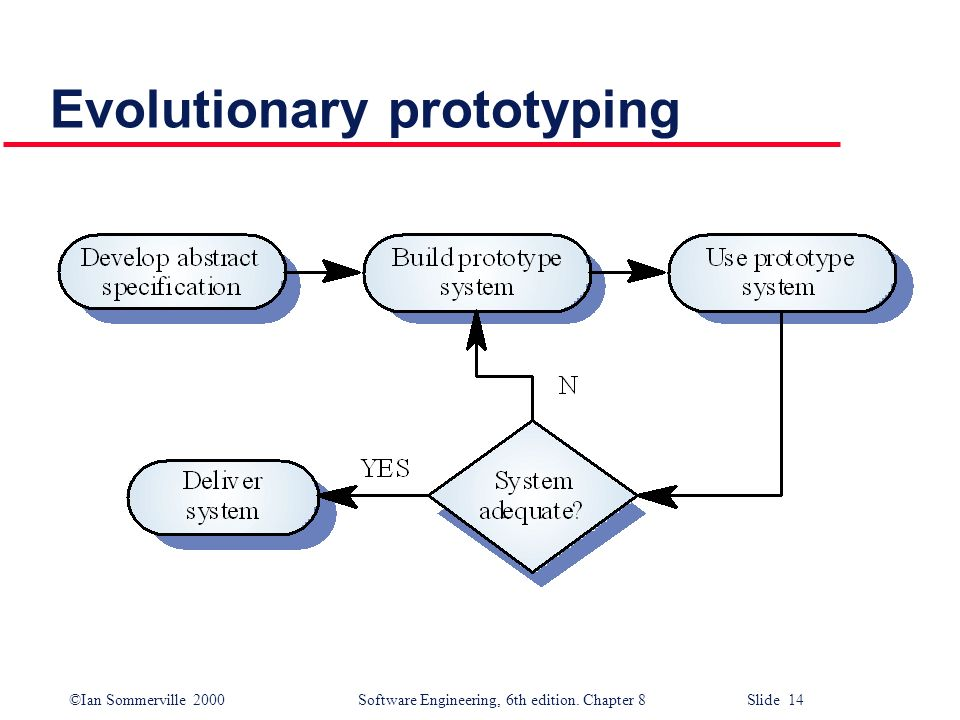 Evolutionary prototyping
Develop abstract
specification
Build prototype
system
Use prototype
system
N
YES
System
adequate?
Deliver
system
©Ian Sommerville 2000 Software Engineering, 6th edition. Chapter 8 Slide 14